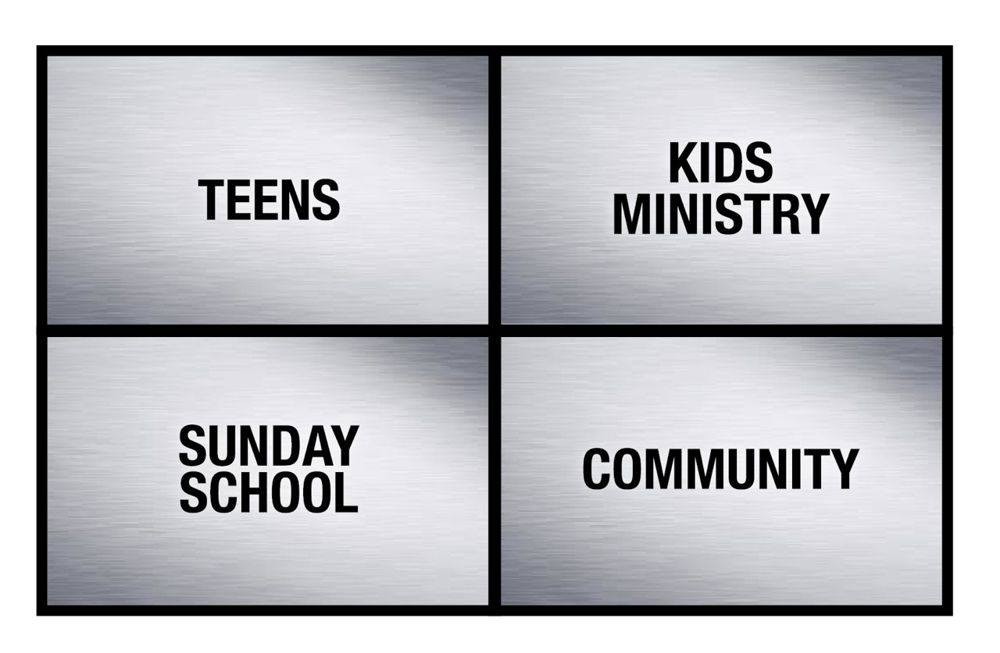 TEENS
KIDS
MINISTRY
SUNDAY
SCHOOL
COMMUNITY